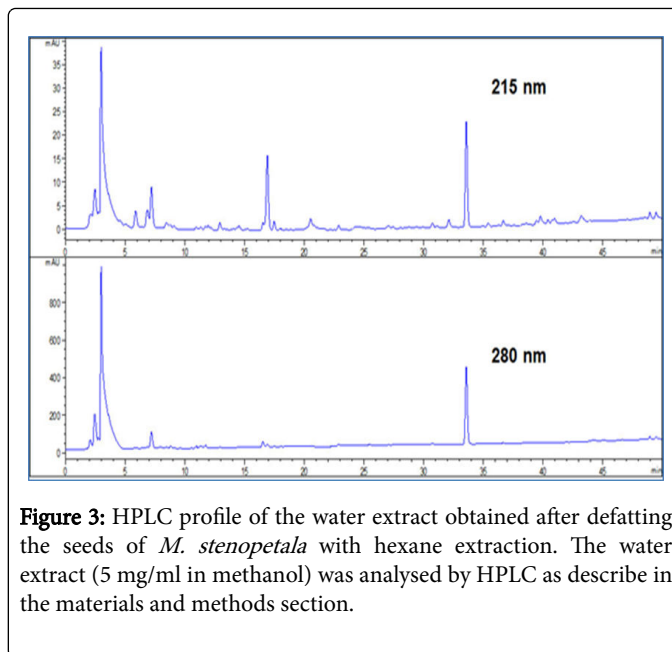 mAU
35
30
25
20
15
10
5
0
215 nm
0 5 10 15 20 25 30 35 40 45 min
mAU
800
600
400
200
0
280 nm
0 5 10 15 20 25 30 35 40 45
Figure 3: HPLC profile of the water extract obtained after defatting
the seeds of M. stenopetala with hexane extraction. The water
extract (5 mg/ml in methanol) was analysed by HPLC as describe in
the materials and methods section.